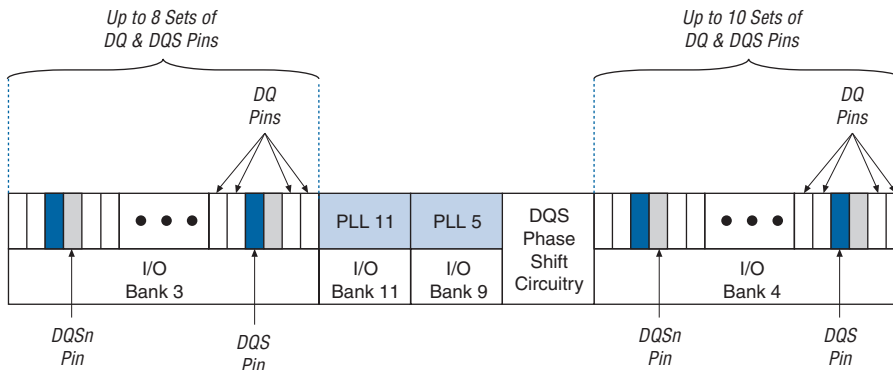 Up to 8 Sets of
DQ & DQS Pins
Up to 10 Sets of
DQ & DQS Pins
DQ
Pins
DQ
Pins
PLL 11
PLL 5
DQS
Phase
Shift
Circuitry
I/O
Bank 3
I/O
Bank 11
I/O
Bank 9
I/O
Bank 4
DQSn
Pin
DQS
Pin
DQSn
Pin
DQS
Pin